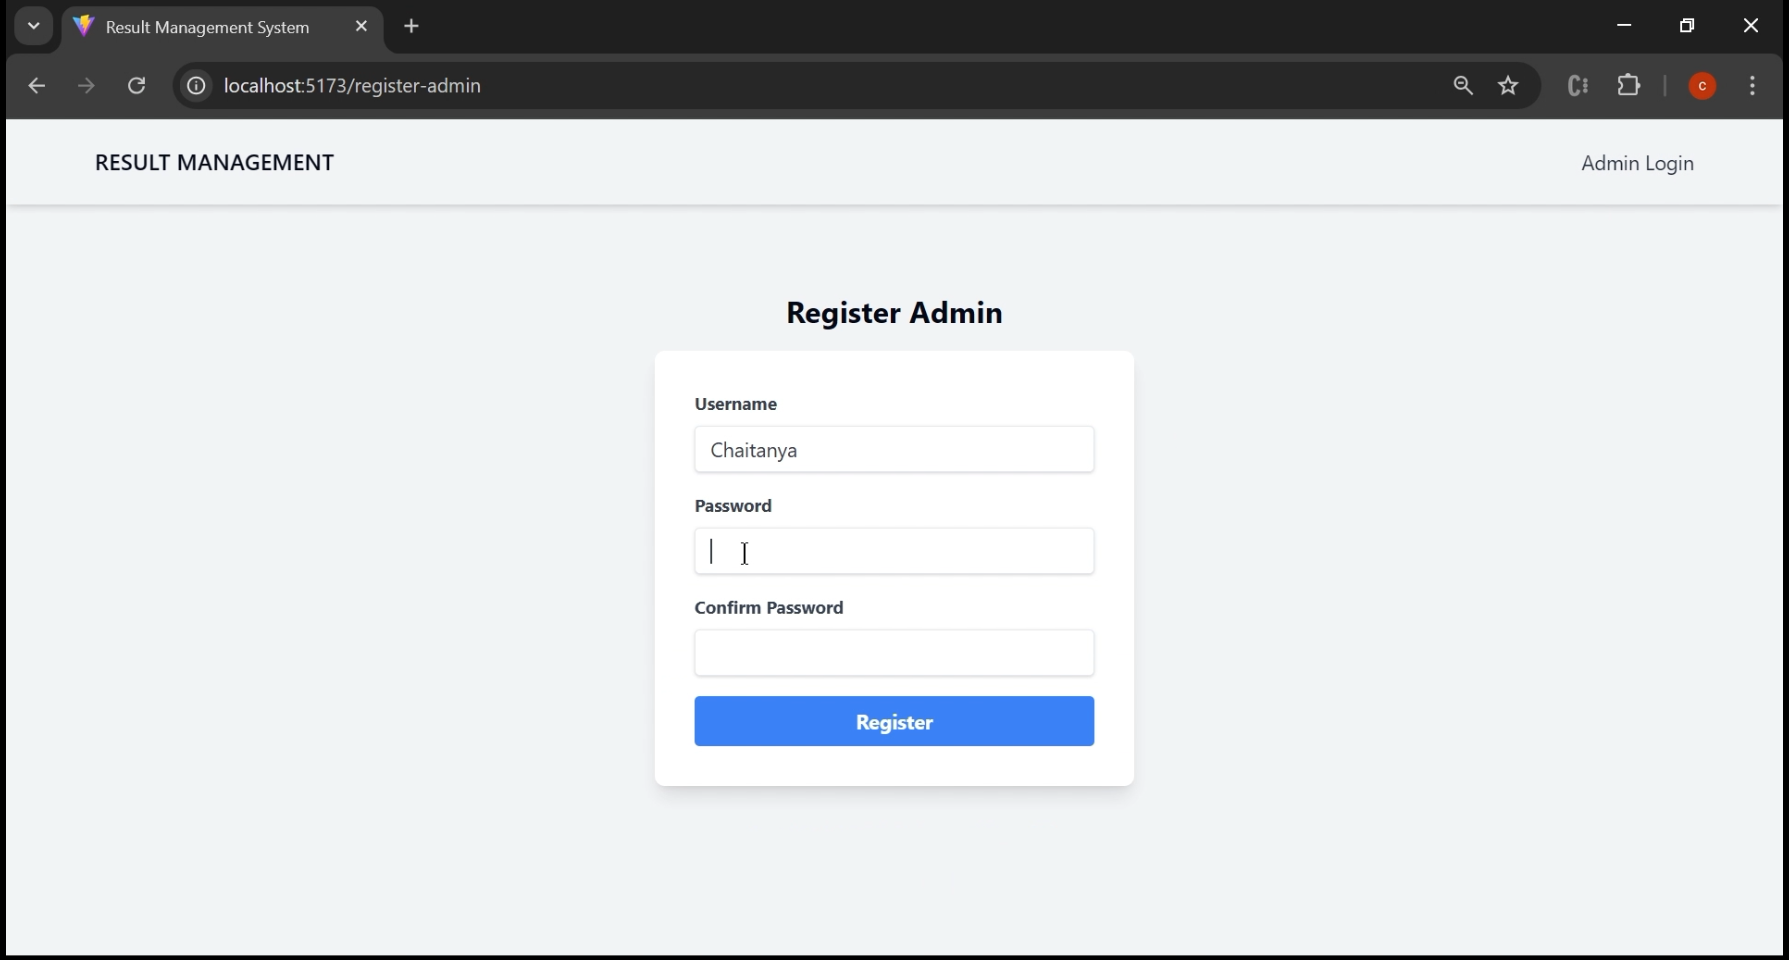 Result Management System
localhost:5173/register-admin
C
RESULT MANAGEMENT
Admin Login
Register Admin
Username
Chaitanya
Password
Confirm Password
Register